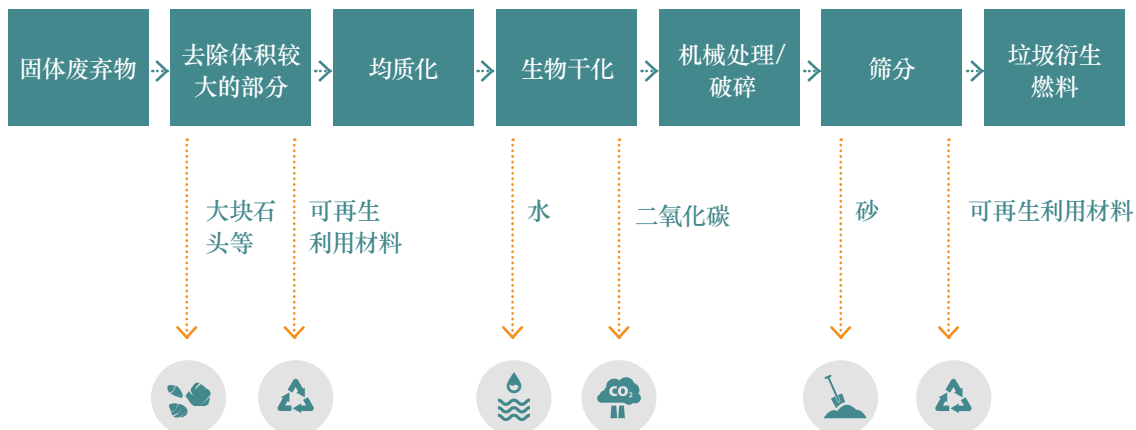 固体废弃物
去除体积较
大的部分
均质化
生物干化
机械处理/
破碎
筛分
垃圾衍生
燃料
大块石
头等
可再生
利用材料
水
二氧化碳
砂
可再生利用材料
CO₂